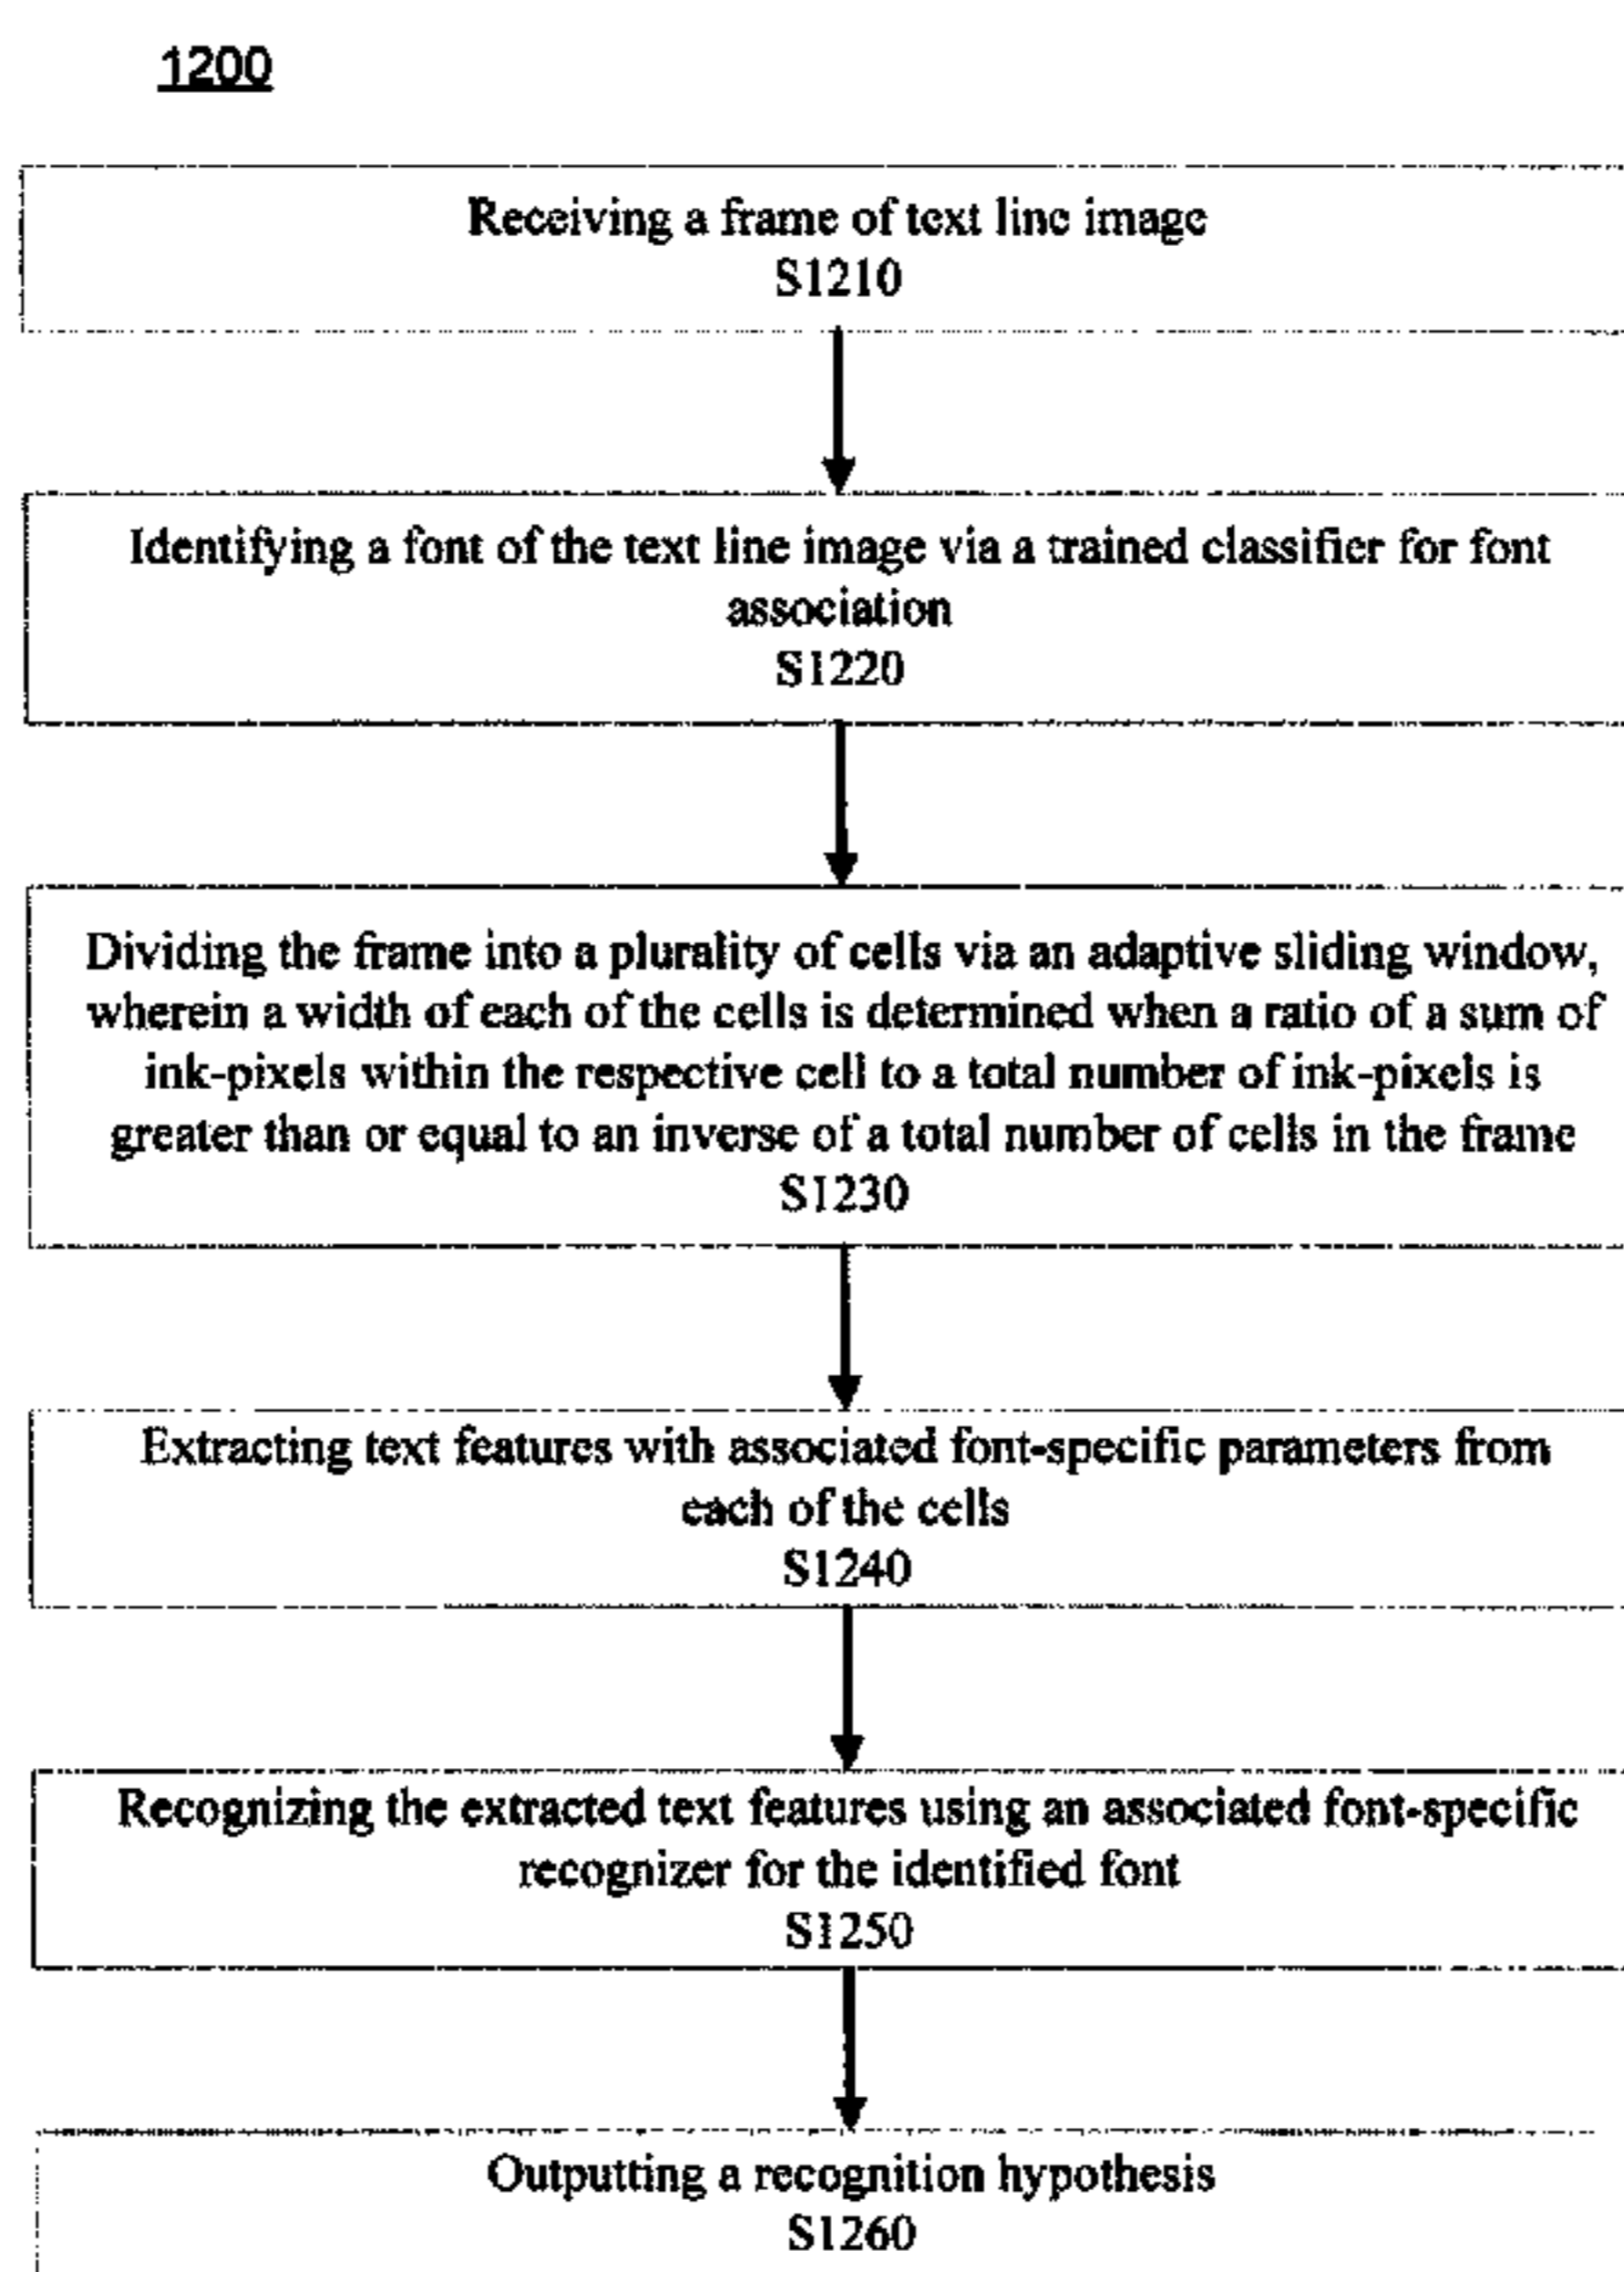 1200
Receiving a frame of text line image
S1210
Identifying a font of the text line image via a trained classifier for font
association
S1220
Dividing the frame into a plurality of cells via an adaptive sliding window,
wherein a width of each of the cells is determined when a ratio of a sum of
ink-pixels within the respective cell to a total number of ink-pixels is
greater than or equal to an inverse of a total number of cells in the frame
S1230
Extracting text features with associated font-specific parameters from
each of the cells
S1240
Recognizing the extracted text features using an associated font-specific
recognizer for the identified font
S1250
Outputting a recognition hypothesis
S1260